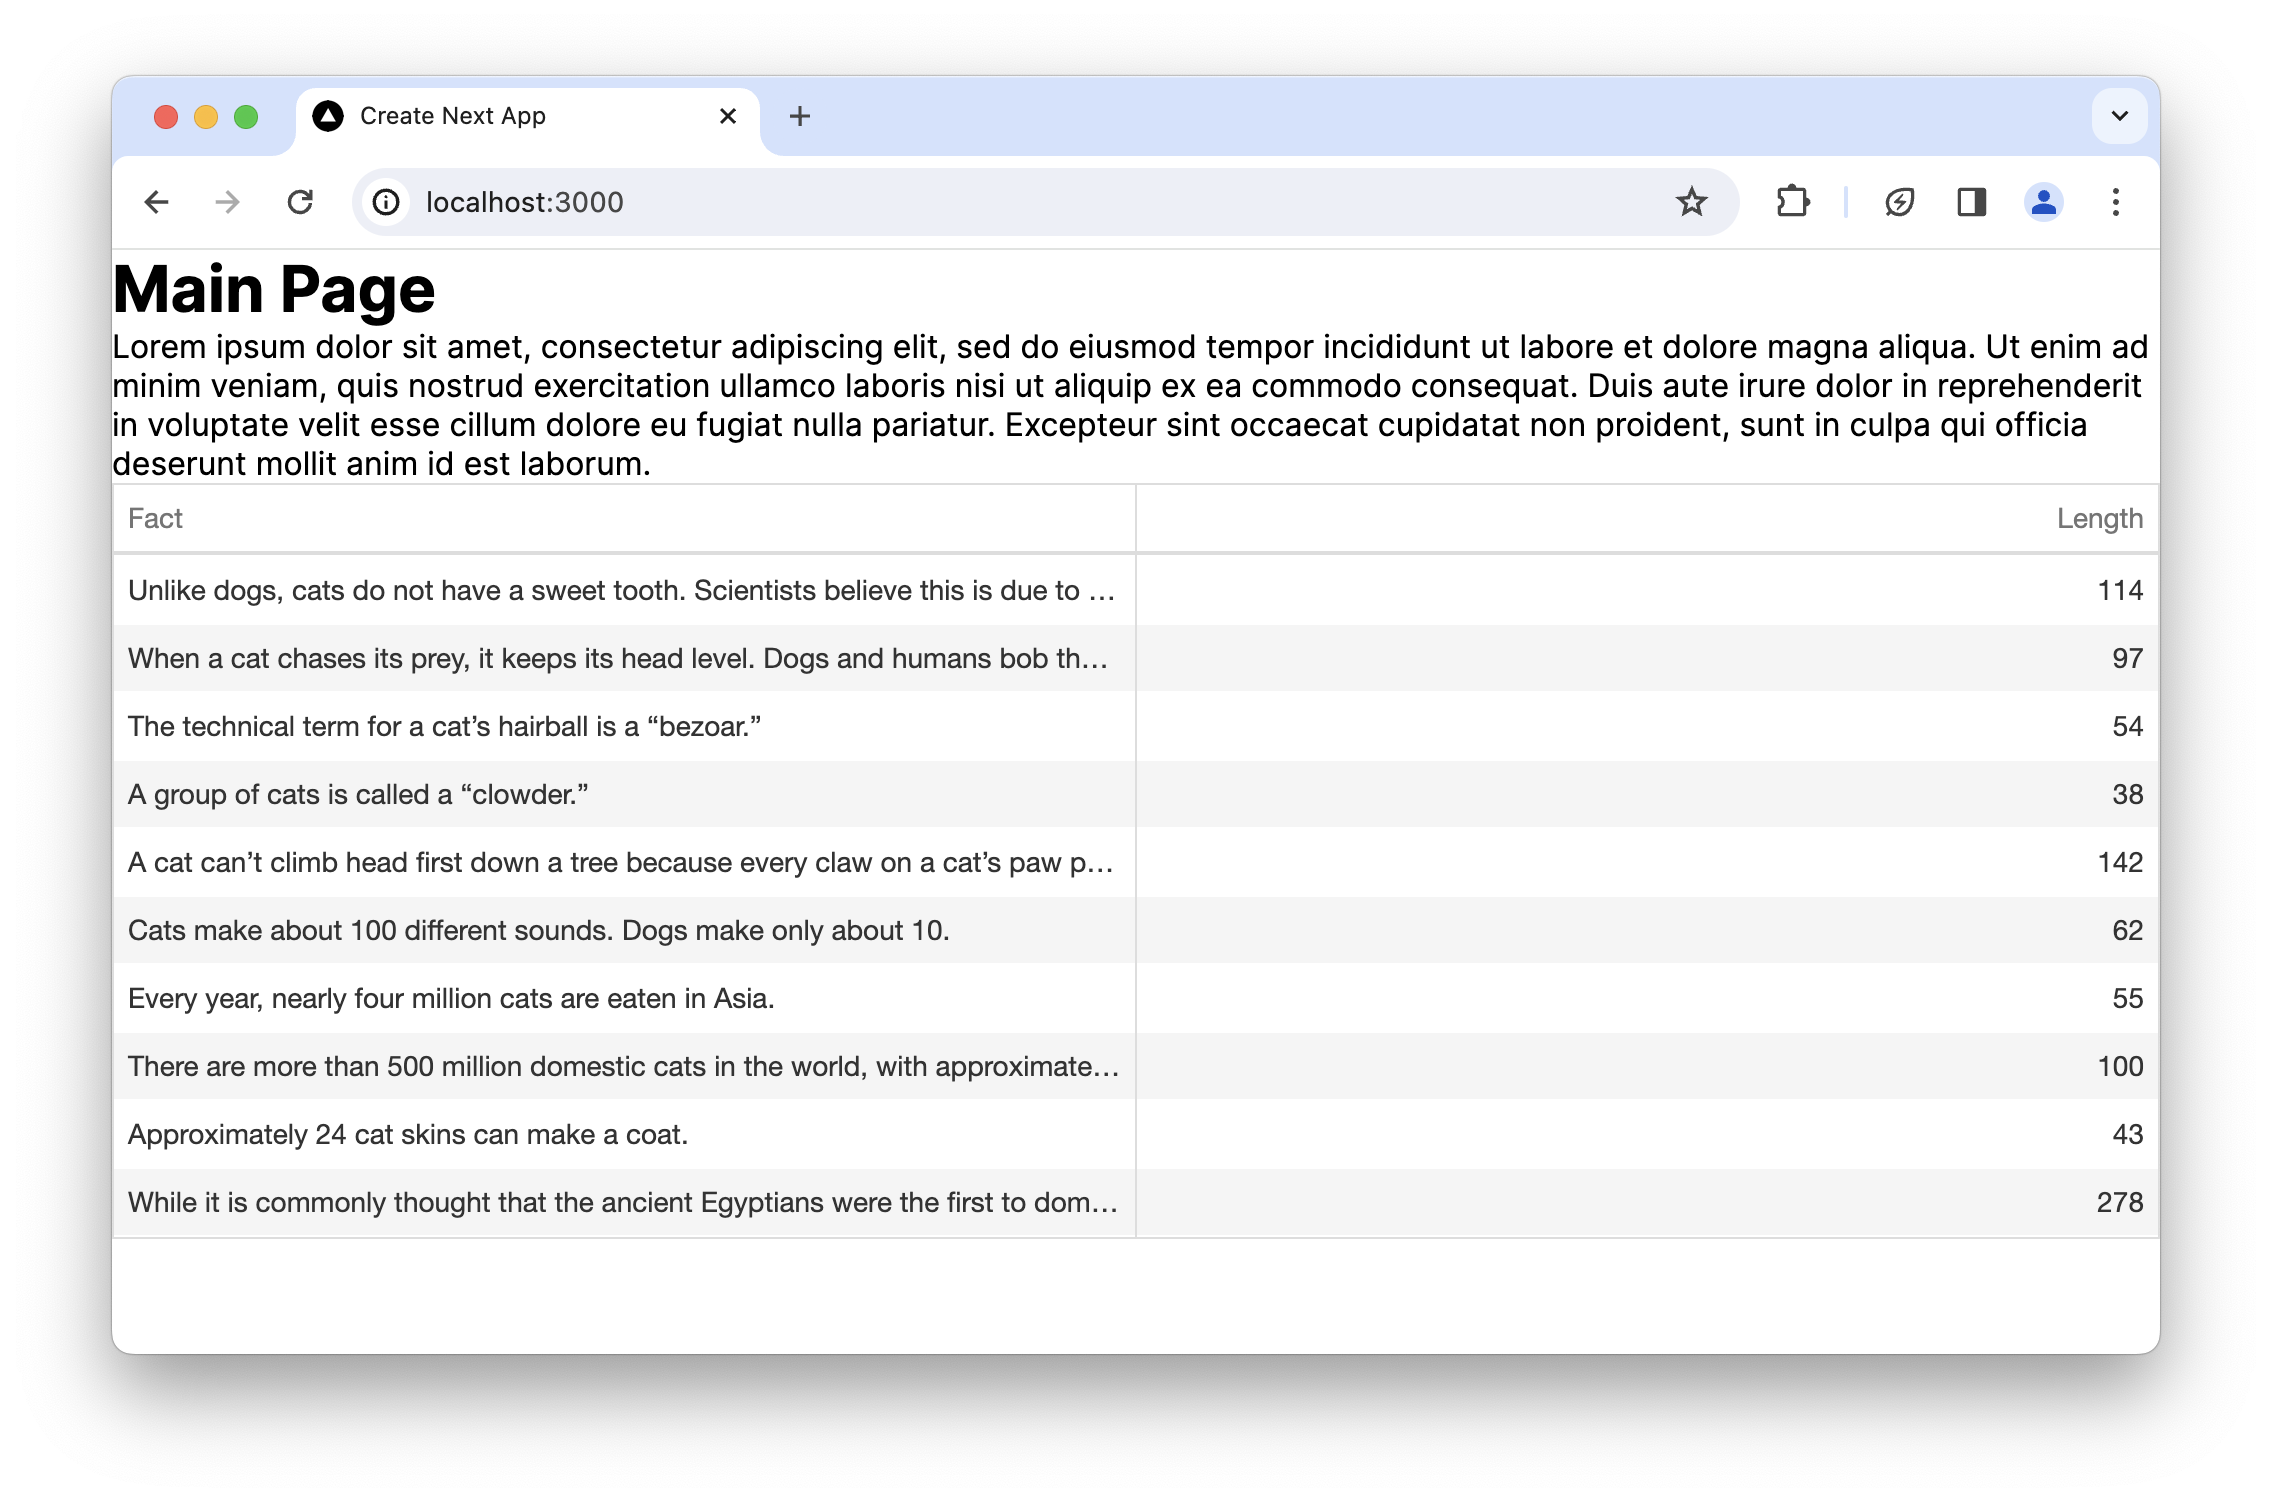 Create Next App
localhost:3000
Main Page
Lorem ipsum dolor sit amet, consectetur adipiscing elit, sed do eiusmod tempor incididunt ut labore et dolore magna aliqua. Ut enim ad
minim veniam, quis nostrud exercitation ullamco laboris nisi ut aliquip ex ea commodo consequat. Duis aute irure dolor in reprehenderit
in voluptate velit esse cillum dolore eu fugiat nulla pariatur. Excepteur sint occaecat cupidatat non proident, sunt in culpa qui officia
deserunt mollit anim id est laborum.
Fact Length
Unlike dogs, cats do not have a sweet tooth. Scientists believe this is due to … 114
When a cat chases its prey, it keeps its head level. Dogs and humans bob th… 97
The technical term for a cat’s hairball is a “bezoar.” 54
A group of cats is called a “clowder.” 38
A cat can’t climb head first down a tree because every claw on a cat’s paw p… 142
Cats make about 100 different sounds. Dogs make only about 10. 62
Every year, nearly four million cats are eaten in Asia. 55
There are more than 500 million domestic cats in the world, with approximate… 100
Approximately 24 cat skins can make a coat. 43
While it is commonly thought that the ancient Egyptians were the first to dom… 278